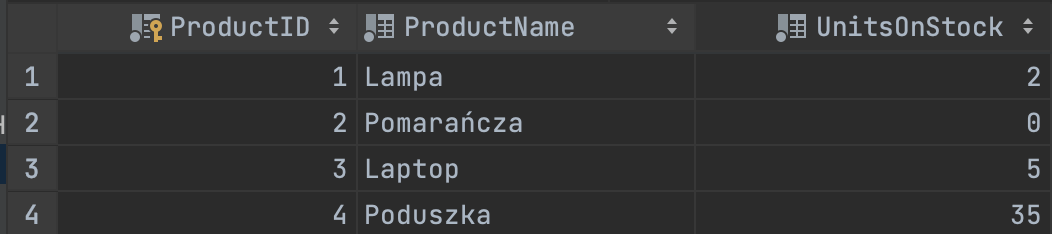 ProductID ProductName UnitsOnStock
1 1 Lampa 2
2 2 Pomarańcza 0
3 3 Laptop 5
4 4 Poduszka 35